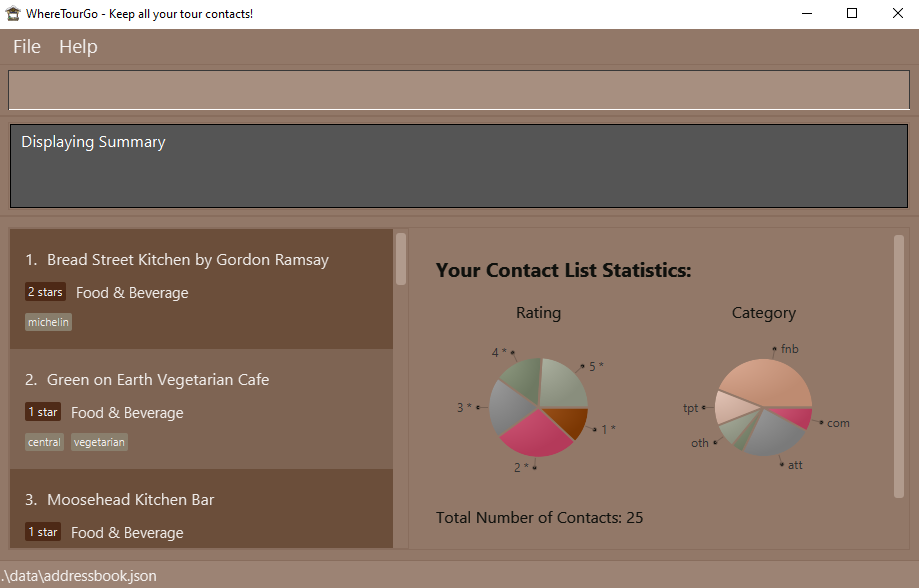 WhereTourGo - Keep all your tour contacts!
File Help
Displaying Summary
1. Bread Street Kitchen by Gordon Ramsay
2 stars Food & Beverage
michelin
2. Green on Earth Vegetarian Cafe
1 star Food & Beverage
central vegetarian
3. Moosehead Kitchen Bar
1 star Food & Beverage
Your Contact List Statistics:
Rating
4 *
5 *
3 *
1 *
2 *
Category
fnb
tpt
com
oth
att
Total Number of Contacts: 25
.\data\addressbook.json